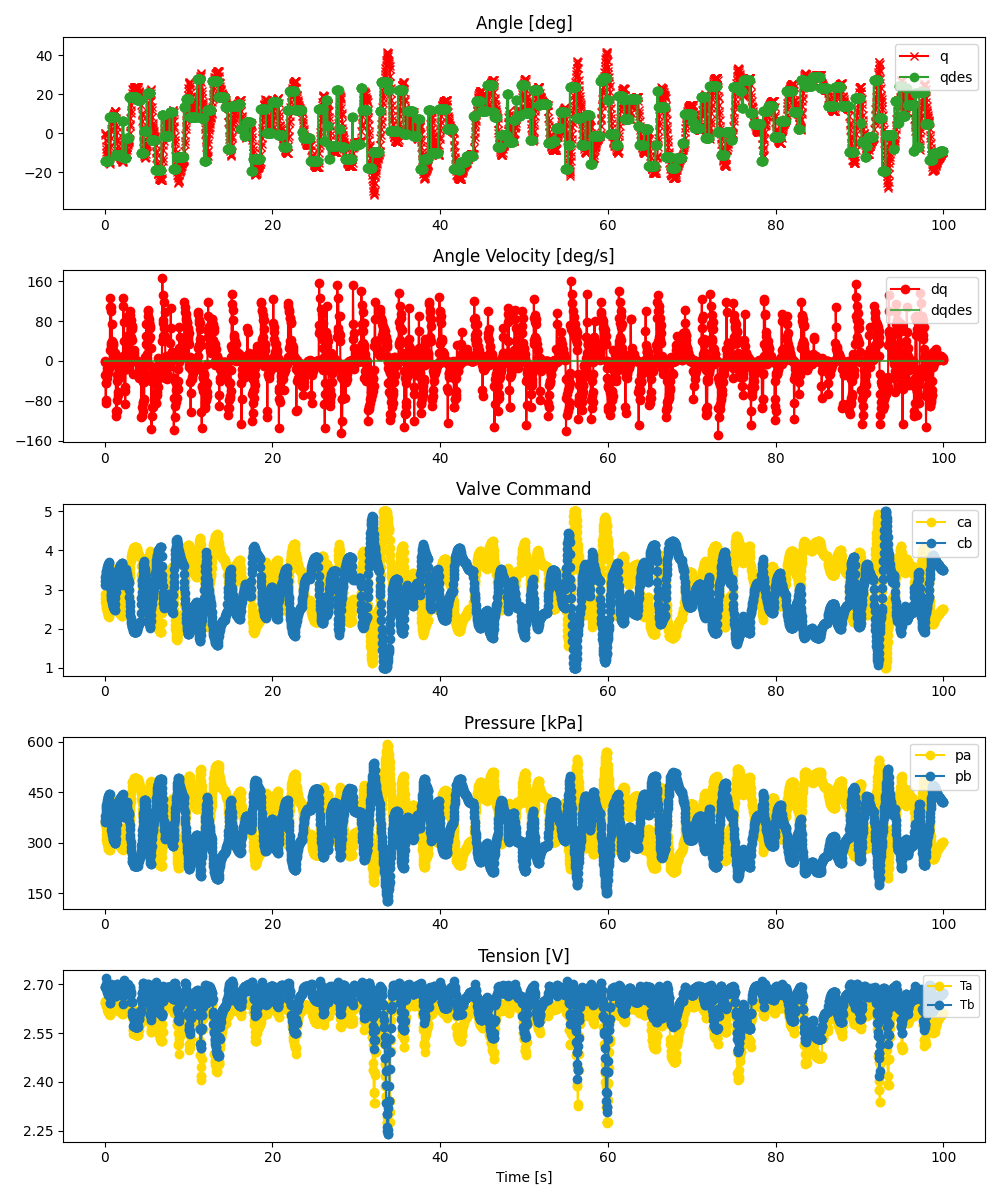 Angle [deg]
40
20
0
−20
q
qdes
0 20 40 60 80 100
Angle Velocity [deg/s]
160
80
0
−80
−160
dq
dqdes
0 20 40 60 80 100
Valve Command
5
4
3
2
1
ca
cb
0 20 40 60 80 100
Pressure [kPa]
600
450
300
150
pa
pb
0 20 40 60 80 100
Tension [V]
2.70
2.55
2.40
2.25
Ta
Tb
0 20 40 60 80 100
Time [s]